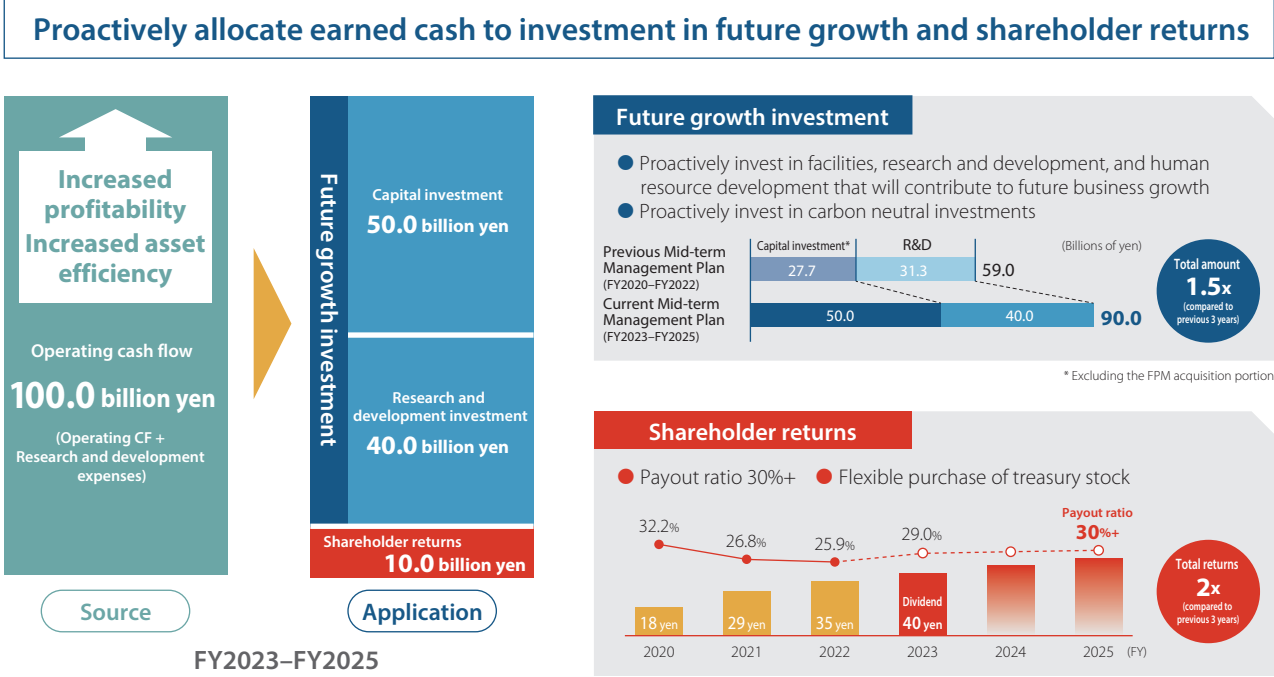 Proactively allocate earned cash to investment in future growth and shareholder returns
Increased
profitability
Increased asset
efficiency
Operating cash flow
100.0 billion yen
(Operating CF +
Research and development
expenses)
Source
Future growth investment
Capital investment
50.0 billion yen
Research and
development investment
40.0 billion yen
Shareholder returns
10.0 billion yen
Application
FY2023–FY2025
Future growth investment
● Proactively invest in facilities, research and development, and human
resource development that will contribute to future business growth
● Proactively invest in carbon neutral investments
Capital investment* R&D (Billions of yen)
Previous Mid-term
Management Plan
(FY2020–FY2022)
27.7 31.3 59.0
Current Mid-term
Management Plan
(FY2023–FY2025)
50.0 40.0 90.0
Total amount
1.5x
(compared to
previous 3 years)
* Excluding the FPM acquisition portion
Shareholder returns
● Payout ratio 30%+ ● Flexible purchase of treasury stock
32.2% 26.8% 25.9% 29.0%
Payout ratio
30%+
18 yen 29 yen 35 yen
Dividend
40 yen
2020 2021 2022 2023 2024 2025 (FY)
Total returns
2x
(compared to
previous 3 years)